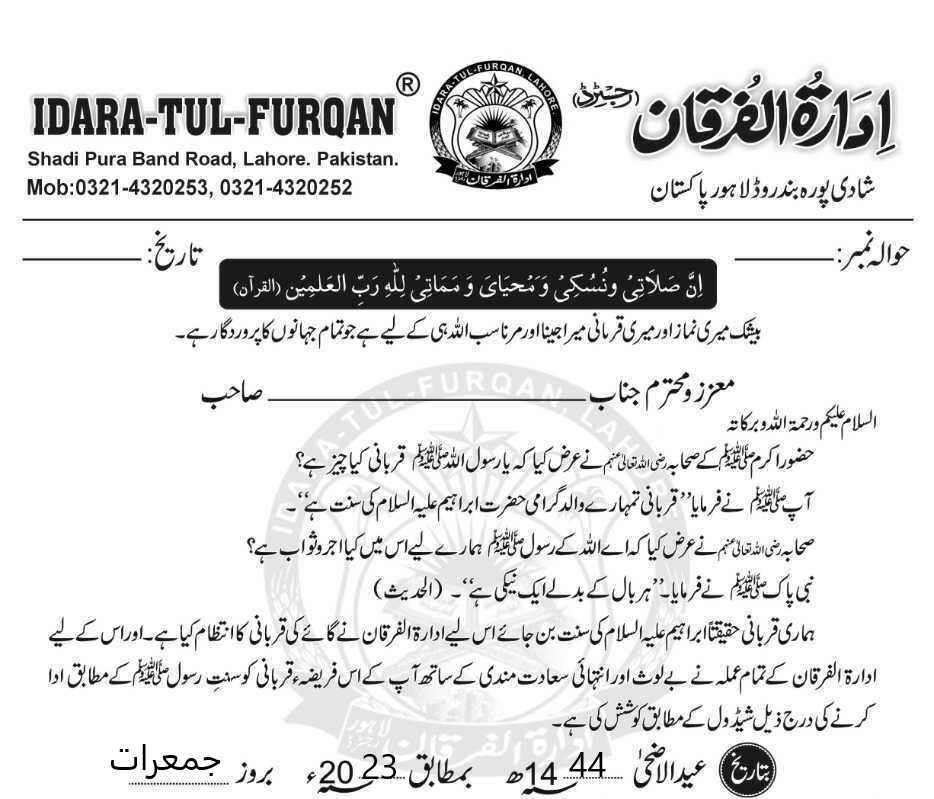 IDARA-TUL-FURQAN ®
Shadi Pura Band Road, Lahore. Pakistan.
Mob:0321-4320253, 0321-4320252
IDARA-TUL-FURQAN, LAHORE
ادارۃ الفرقان
لاہور رجسٹرڈ
اِدارۃُ الفُرقان (رجسٹرڈ)
شادی پورہ بند روڈ لاہور پاکستان
حوالہ نمبر: تاریخ:
اِنَّ صَلَاتِیْ وَنُسُکِیْ وَمَحْیَایَ وَ مَمَاتِیْ لِلّٰہِ رَبِّ الْعٰلَمِیْن (القرآن)
بیشک میری نماز اور میری قربانی میرا جینا اور مرنا سب اللہ ہی کے لیے ہے جو تمام جہانوں کا پروردگار ہے۔
معزز و محترم جناب صاحب
السلام علیکم ورحمۃ اللہ وبرکاتہ
حضور اکرم ﷺ کے صحابہ رضی اللہ تعالیٰ عنہم نے عرض کیا کہ یا رسول اللہ ﷺ قربانی کیا چیز ہے؟
آپ ﷺ نے فرمایا ”قربانی تمہارے والد گرامی حضرت ابراہیم علیہ السلام کی سنت ہے“۔
صحابہ رضی اللہ تعالیٰ عنہم نے عرض کیا کہ اے اللہ کے رسول ﷺ ہمارے لیے اس میں کیا اجر و ثواب ہے؟
نبی پاک ﷺ نے فرمایا۔ ”ہر بال کے بدلے ایک نیکی ہے“۔ (الحدیث)
ہماری قربانی حقیقتاً ابراہیم علیہ السلام کی سنت بن جائے اس لیے ادارۃ الفرقان نے گائے کی قربانی کا انتظام کیا ہے۔ اور اس کے لیے
ادارۃ الفرقان کے تمام عملہ نے بے لوث اور انتہائی سعادت مندی کے ساتھ آپ کے اس فریضہء قربانی کو سنتِ رسول ﷺ کے مطابق ادا
کرنے کی درج ذیل شیڈول کے مطابق کوشش کی ہے۔
بتاریخ عیدالاضحیٰ 1444ھ بمطابق 2023ء بروز جمعرات